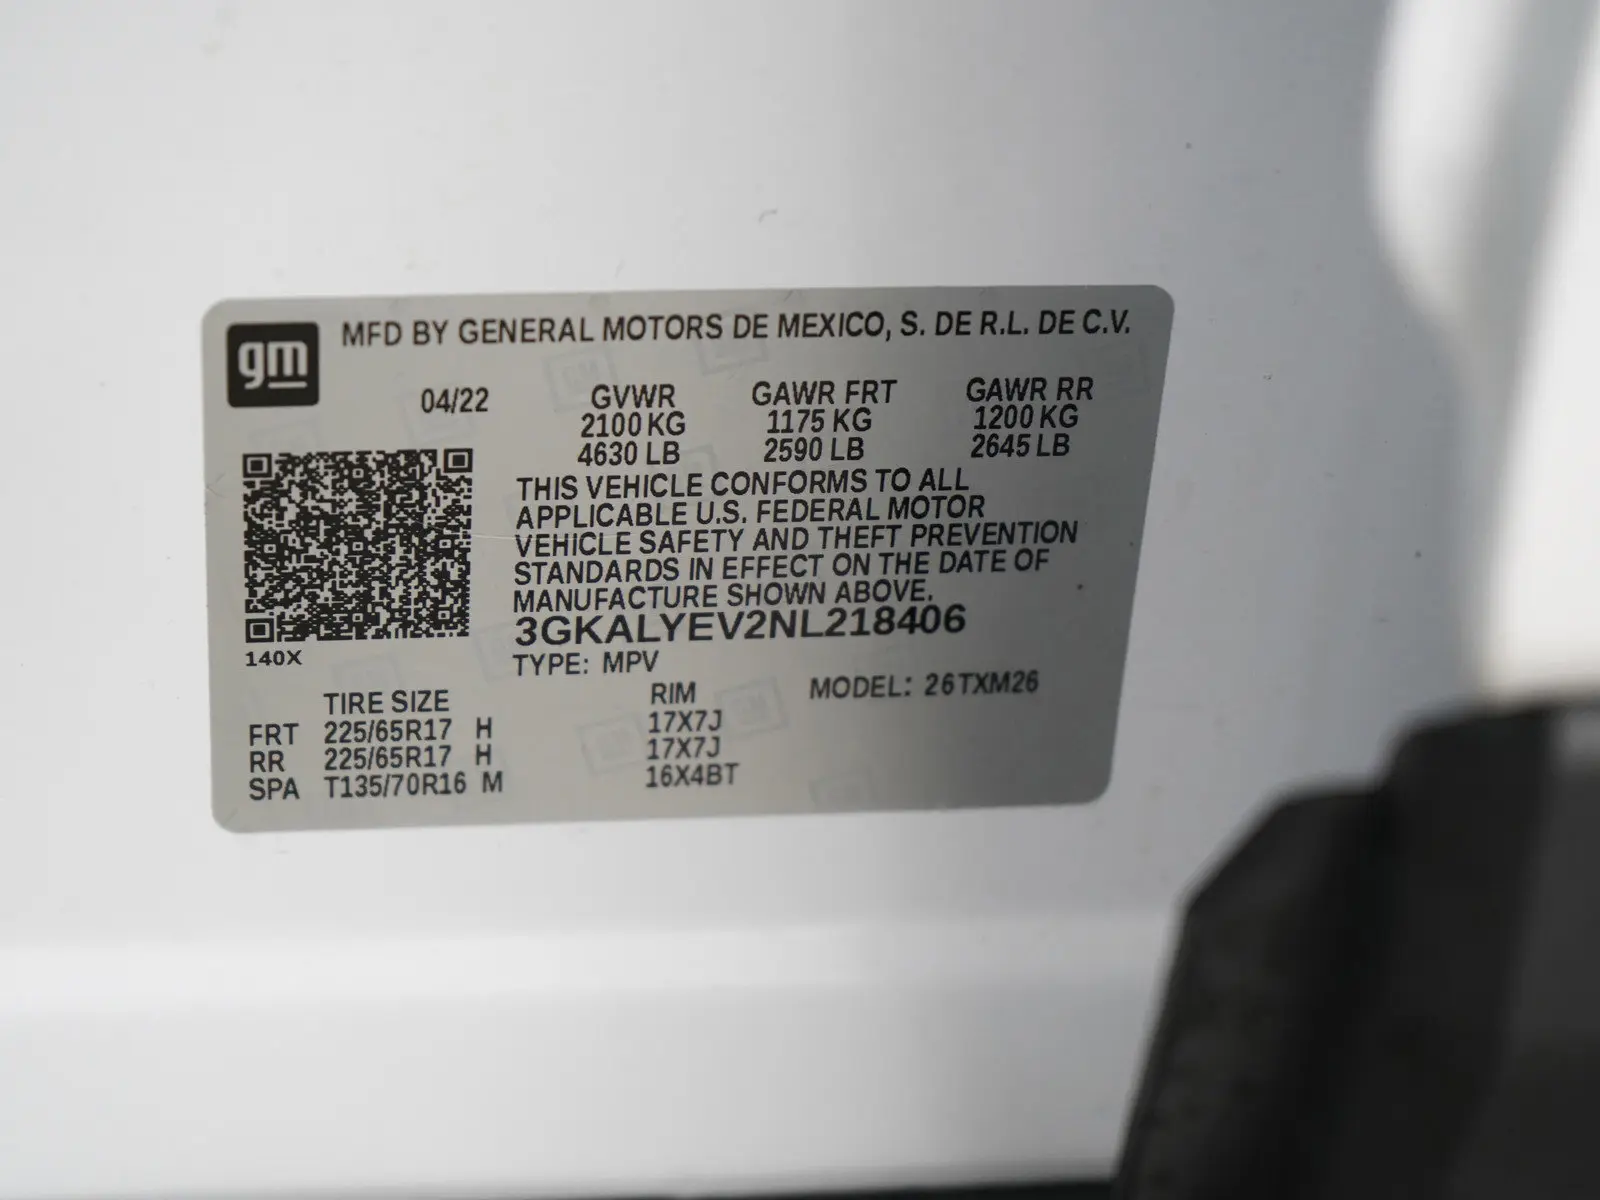 gm
MFD BY GENERAL MOTORS DE MEXICO, S. DE R.L. DE C.V.
04/22 GVWR GAWR FRT GAWR RR
2100 KG 1175 KG 1200 KG
4630 LB 2590 LB 2645 LB
THIS VEHICLE CONFORMS TO ALL
APPLICABLE U.S. FEDERAL MOTOR
VEHICLE SAFETY AND THEFT PREVENTION
STANDARDS IN EFFECT ON THE DATE OF
MANUFACTURE SHOWN ABOVE.
3GKALYEV2NL218406
140X
TYPE: MPV MODEL: 26TXM26
TIRE SIZE RIM
FRT 225/65R17 H 17X7J
RR 225/65R17 H 17X7J
SPA T135/70R16 M 16X4BT